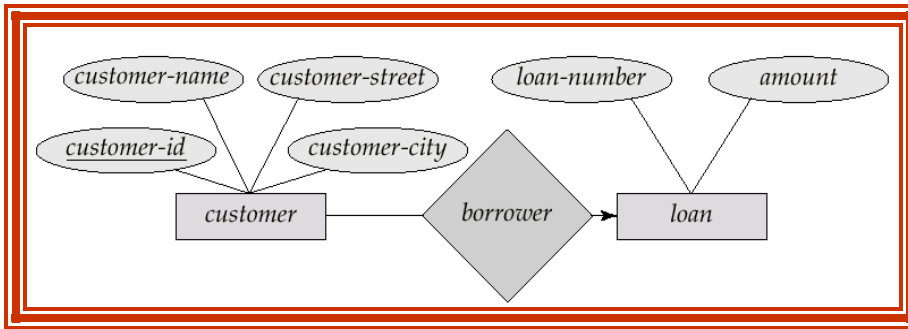 customer-name
customer-street
loan-number
amount
customer-id
customer-city
customer
borrower
loan